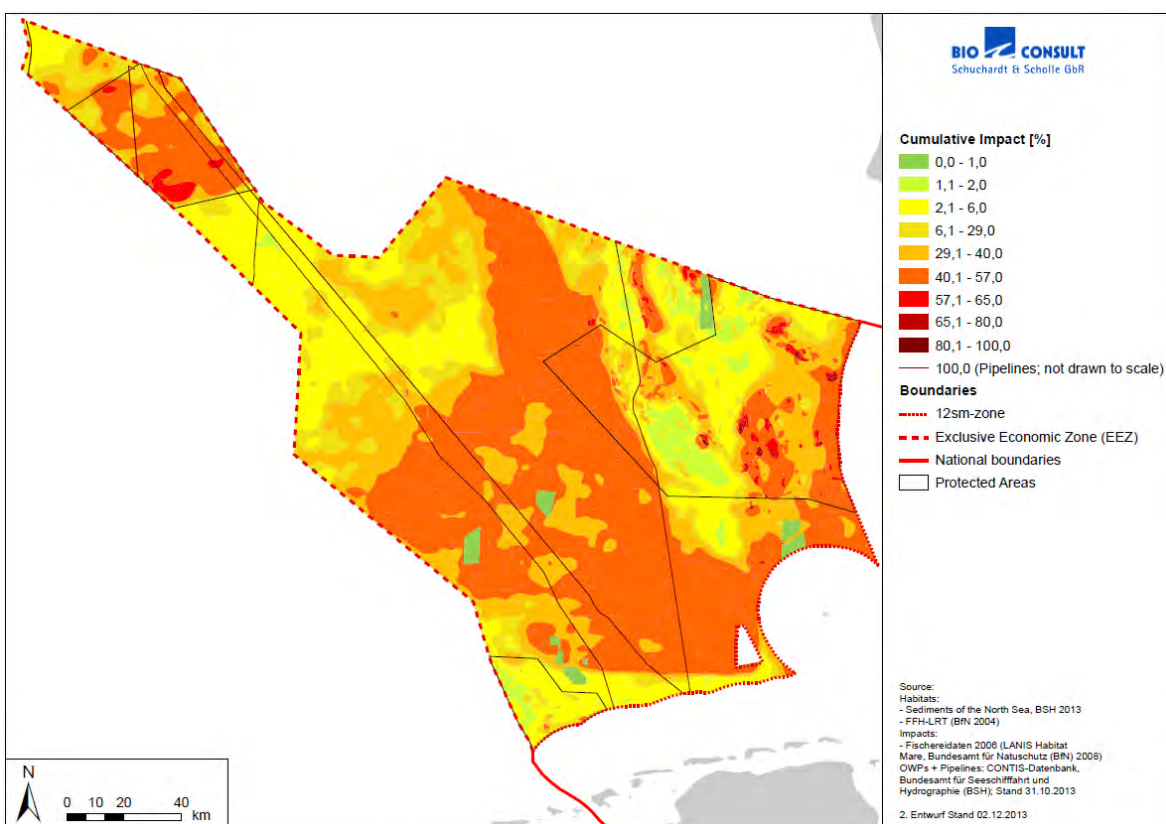 BIO CONSULT
Schuchardt & Scholle GbR
Cumulative Impact [%]
0,0 - 1,0
1,1 - 2,0
2,1 - 6,0
6,1 - 29,0
29,1 - 40,0
40,1 - 57,0
57,1 - 65,0
65,1 - 80,0
80,1 - 100,0
100,0 (Pipelines; not drawn to scale)
Boundaries
12sm-zone
Exclusive Economic Zone (EEZ)
National boundaries
Protected Areas
Source:
Habitats:
- Sediments of the North Sea, BSH 2013
- FFH-LRT (BfN 2004)
Impacts:
- Fischereidaten 2006 (LANIS Habitat
Mare, Bundesamt für Natuschutz (BfN) 2008)
OWPs + Pipelines: CONTIS-Datenbank,
Bundesamt für Seeschifffahrt und
Hydrographie (BSH); Stand 31.10.2013
2. Entwurf Stand 02.12.2013
N
0 10 20 40
km